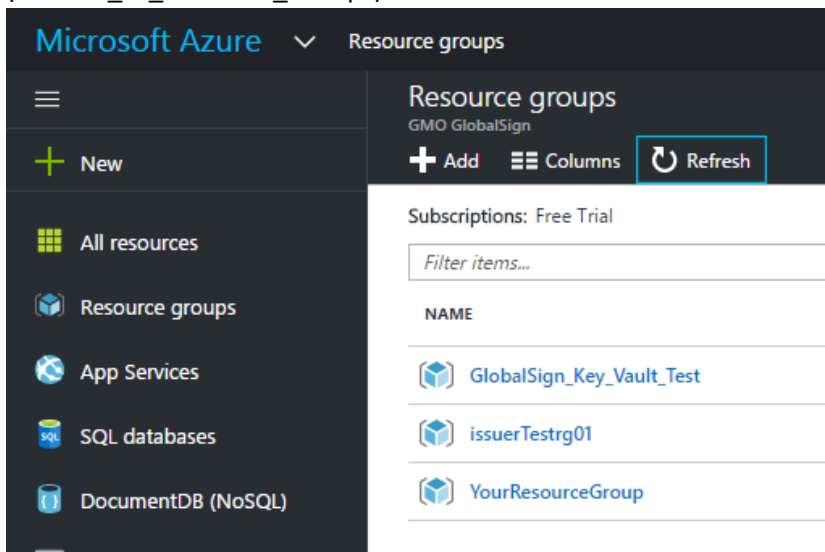 Microsoft Azure Resource groups
Resource groups
GMO GlobalSign
Add Columns Refresh
New
Subscriptions: Free Trial
Filter items...
NAME
All resources
Resource groups
App Services
SQL databases
DocumentDB (NoSQL)
GlobalSign_Key_Vault_Test
issuerTestrg01
YourResourceGroup